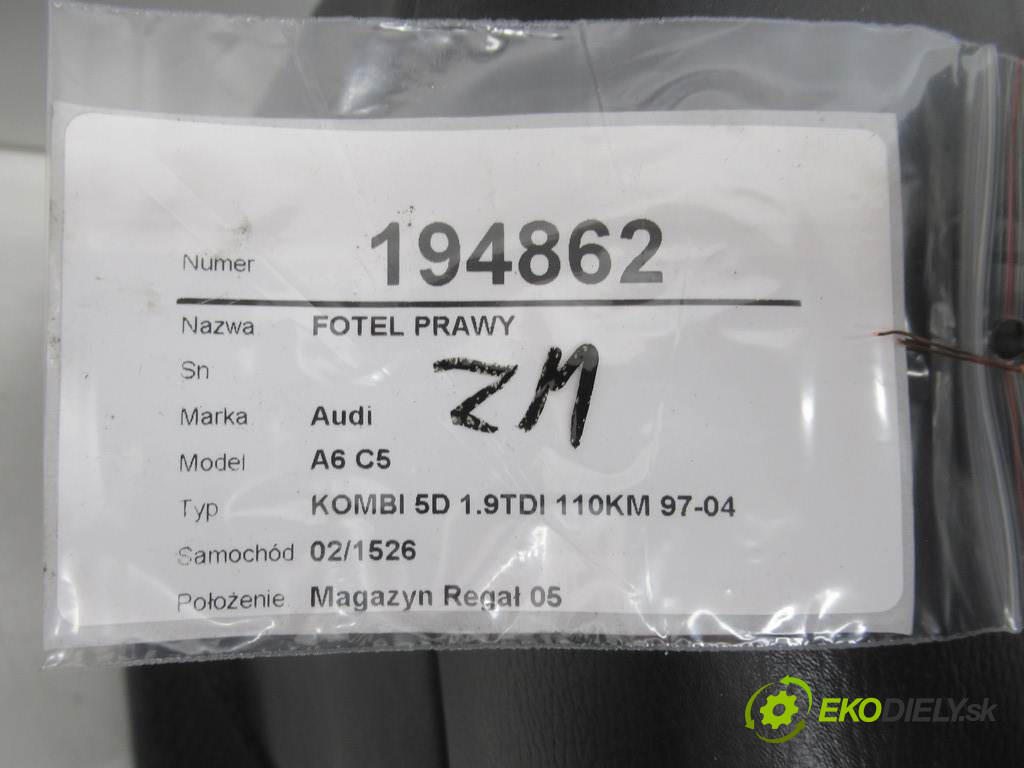 Numer 194862
Nazwa FOTEL PRAWY
Sn
ZM
Marka Audi
Model A6 C5
Typ KOMBI 5D 1.9TDI 110KM 97-04
Samochód 02/1526
Położenie Magazyn Regał 05
EKODIELY.sk